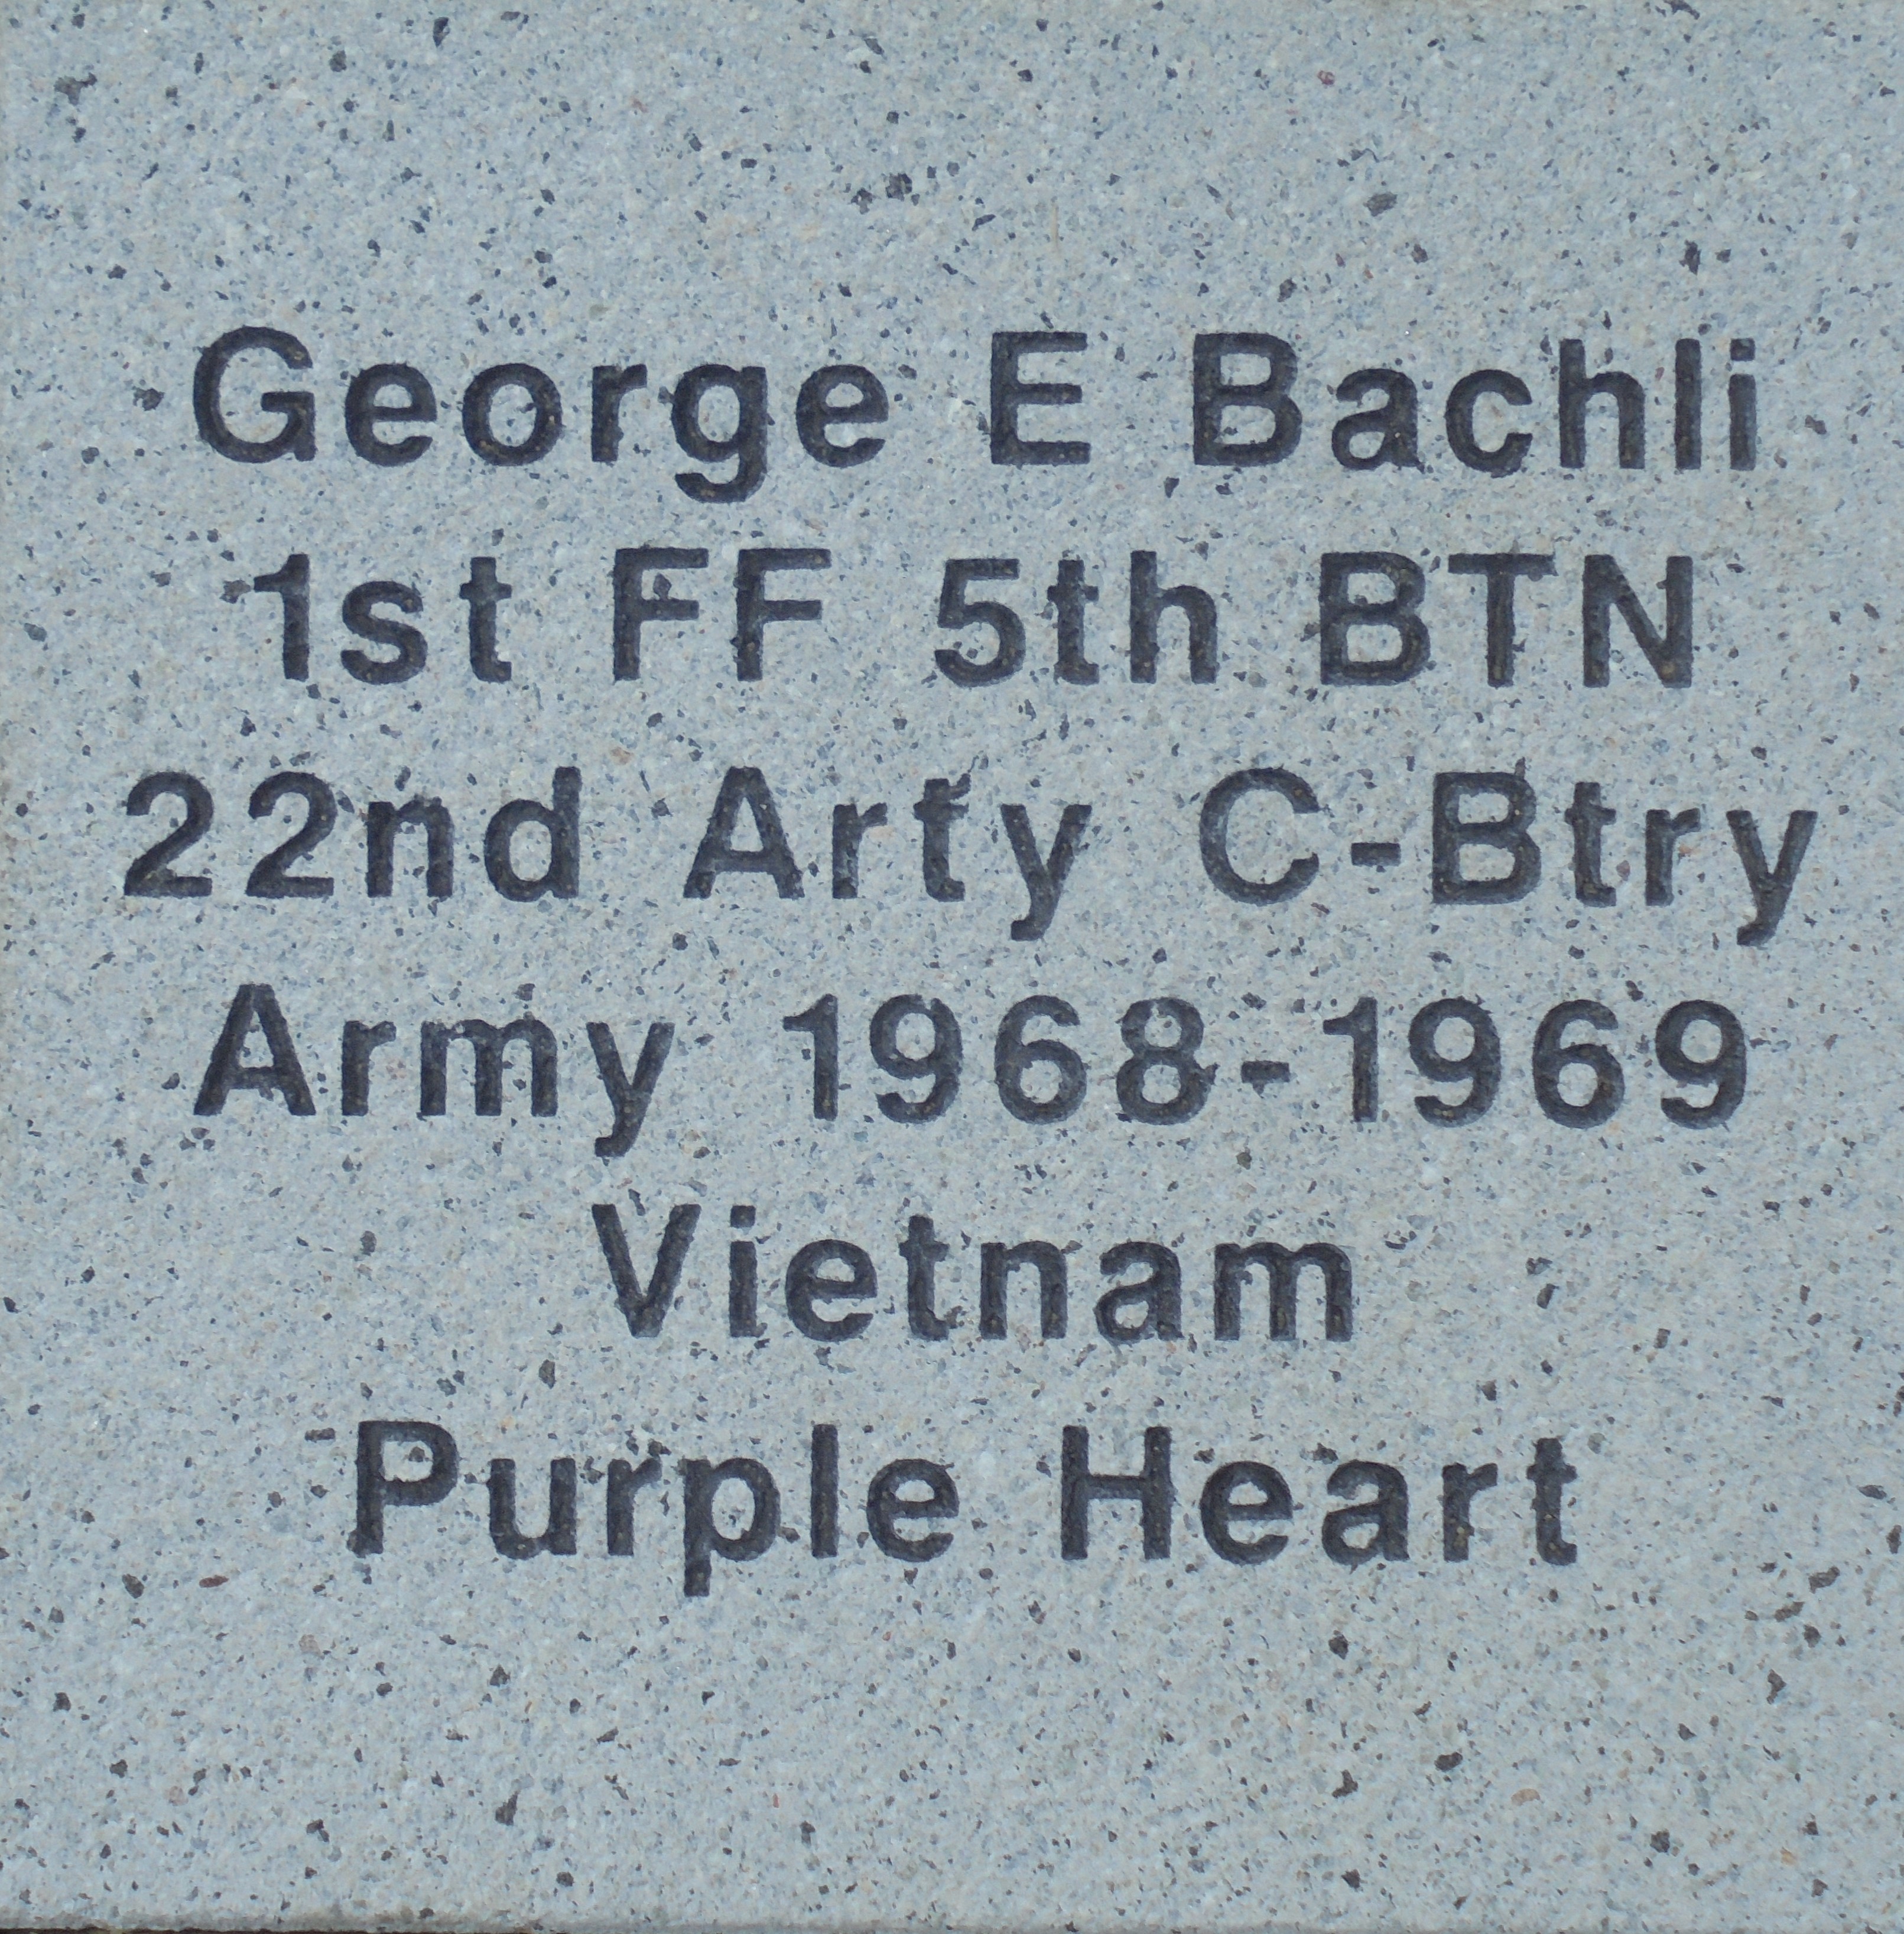 George E Bachli
1st FF 5th BTN
22nd Arty C-Btry
Army 1968-1969
Vietnam
Purple Heart